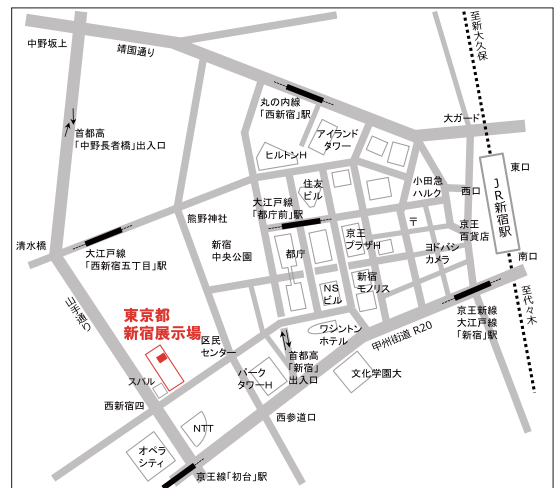 中野坂上
靖国通り
至新大久保
首都高
「中野長者橋」出入口
丸の内線
「西新宿」駅
大ガード
アイランド
タワー
ヒルトンH
住友
ビル
小田急
ハルク
西口
東口
JR新宿駅
大江戸線
「都庁前」駅
熊野神社
〒
京王
百貨店
清水橋
大江戸線
「西新宿五丁目」駅
新宿
中央公園
都庁
京王
プラザH
ヨドバシ
カメラ
南口
NS
ビル
新宿
モノリス
至代々木
山手通り
東京都
新宿展示場
区民
センター
ワシントン
ホテル
甲州街道 R20
京王新線
大江戸線
「新宿」駅
首都高
「新宿」
出入口
スバル
パーク
タワーH
文化学園大
西新宿四
西参道口
NTT
オペラ
シティ
京王線「初台」駅